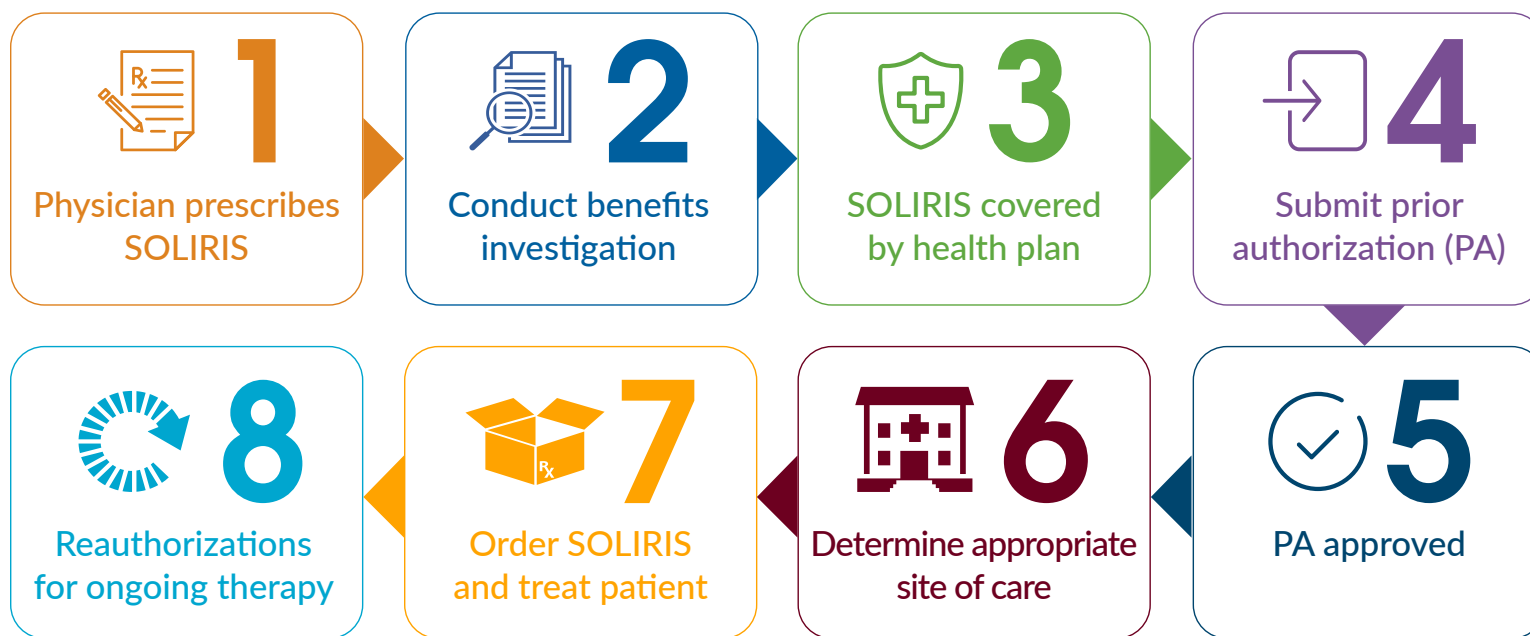 1
Physician prescribes
SOLIRIS
2
Conduct benefits
investigation
3
SOLIRIS covered
by health plan
4
Submit prior
authorization (PA)
5
PA approved
6
Determine appropriate
site of care
7
Order SOLIRIS
and treat patient
8
Reauthorizations
for ongoing therapy
Rx
Rx